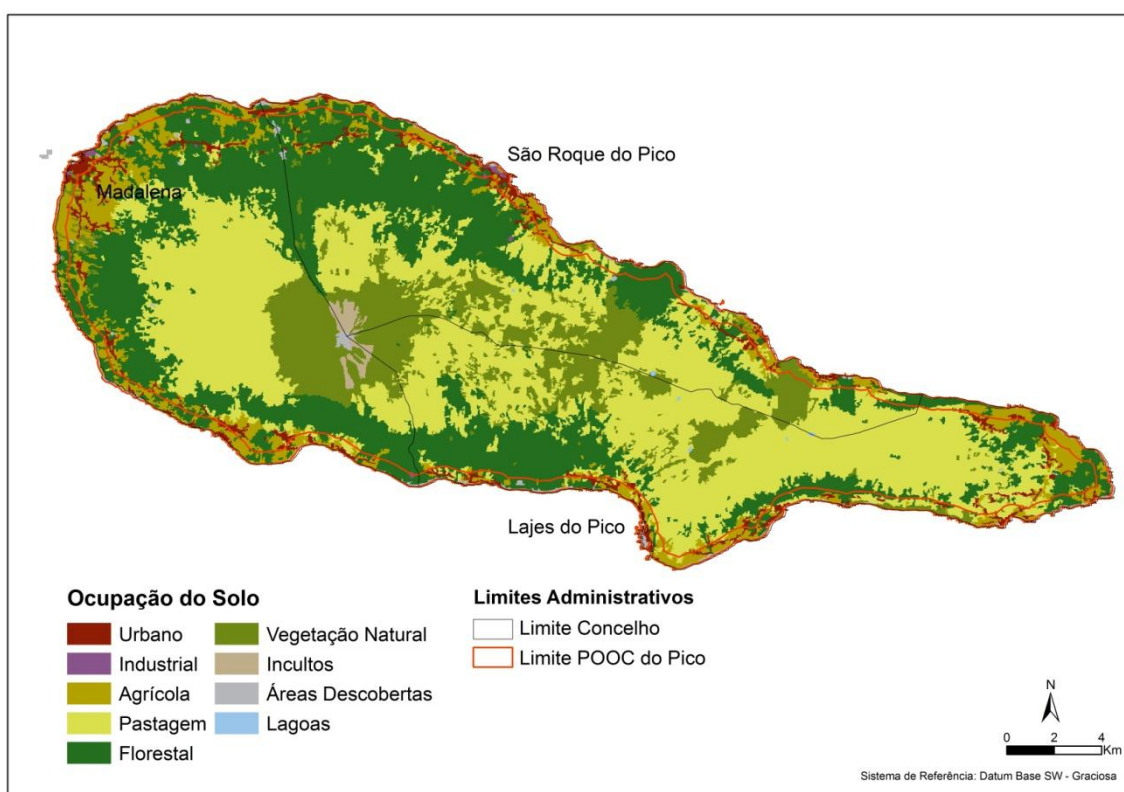 São Roque do Pico
Madalena
Lajes do Pico
Ocupação do Solo
Urbano
Industrial
Agrícola
Pastagem
Florestal
Vegetação Natural
Incultos
Áreas Descobertas
Lagoas
Limites Administrativos
Limite Concelho
Limite POOC do Pico
N
0 2 4
Km
Sistema de Referência: Datum Base SW - Graciosa